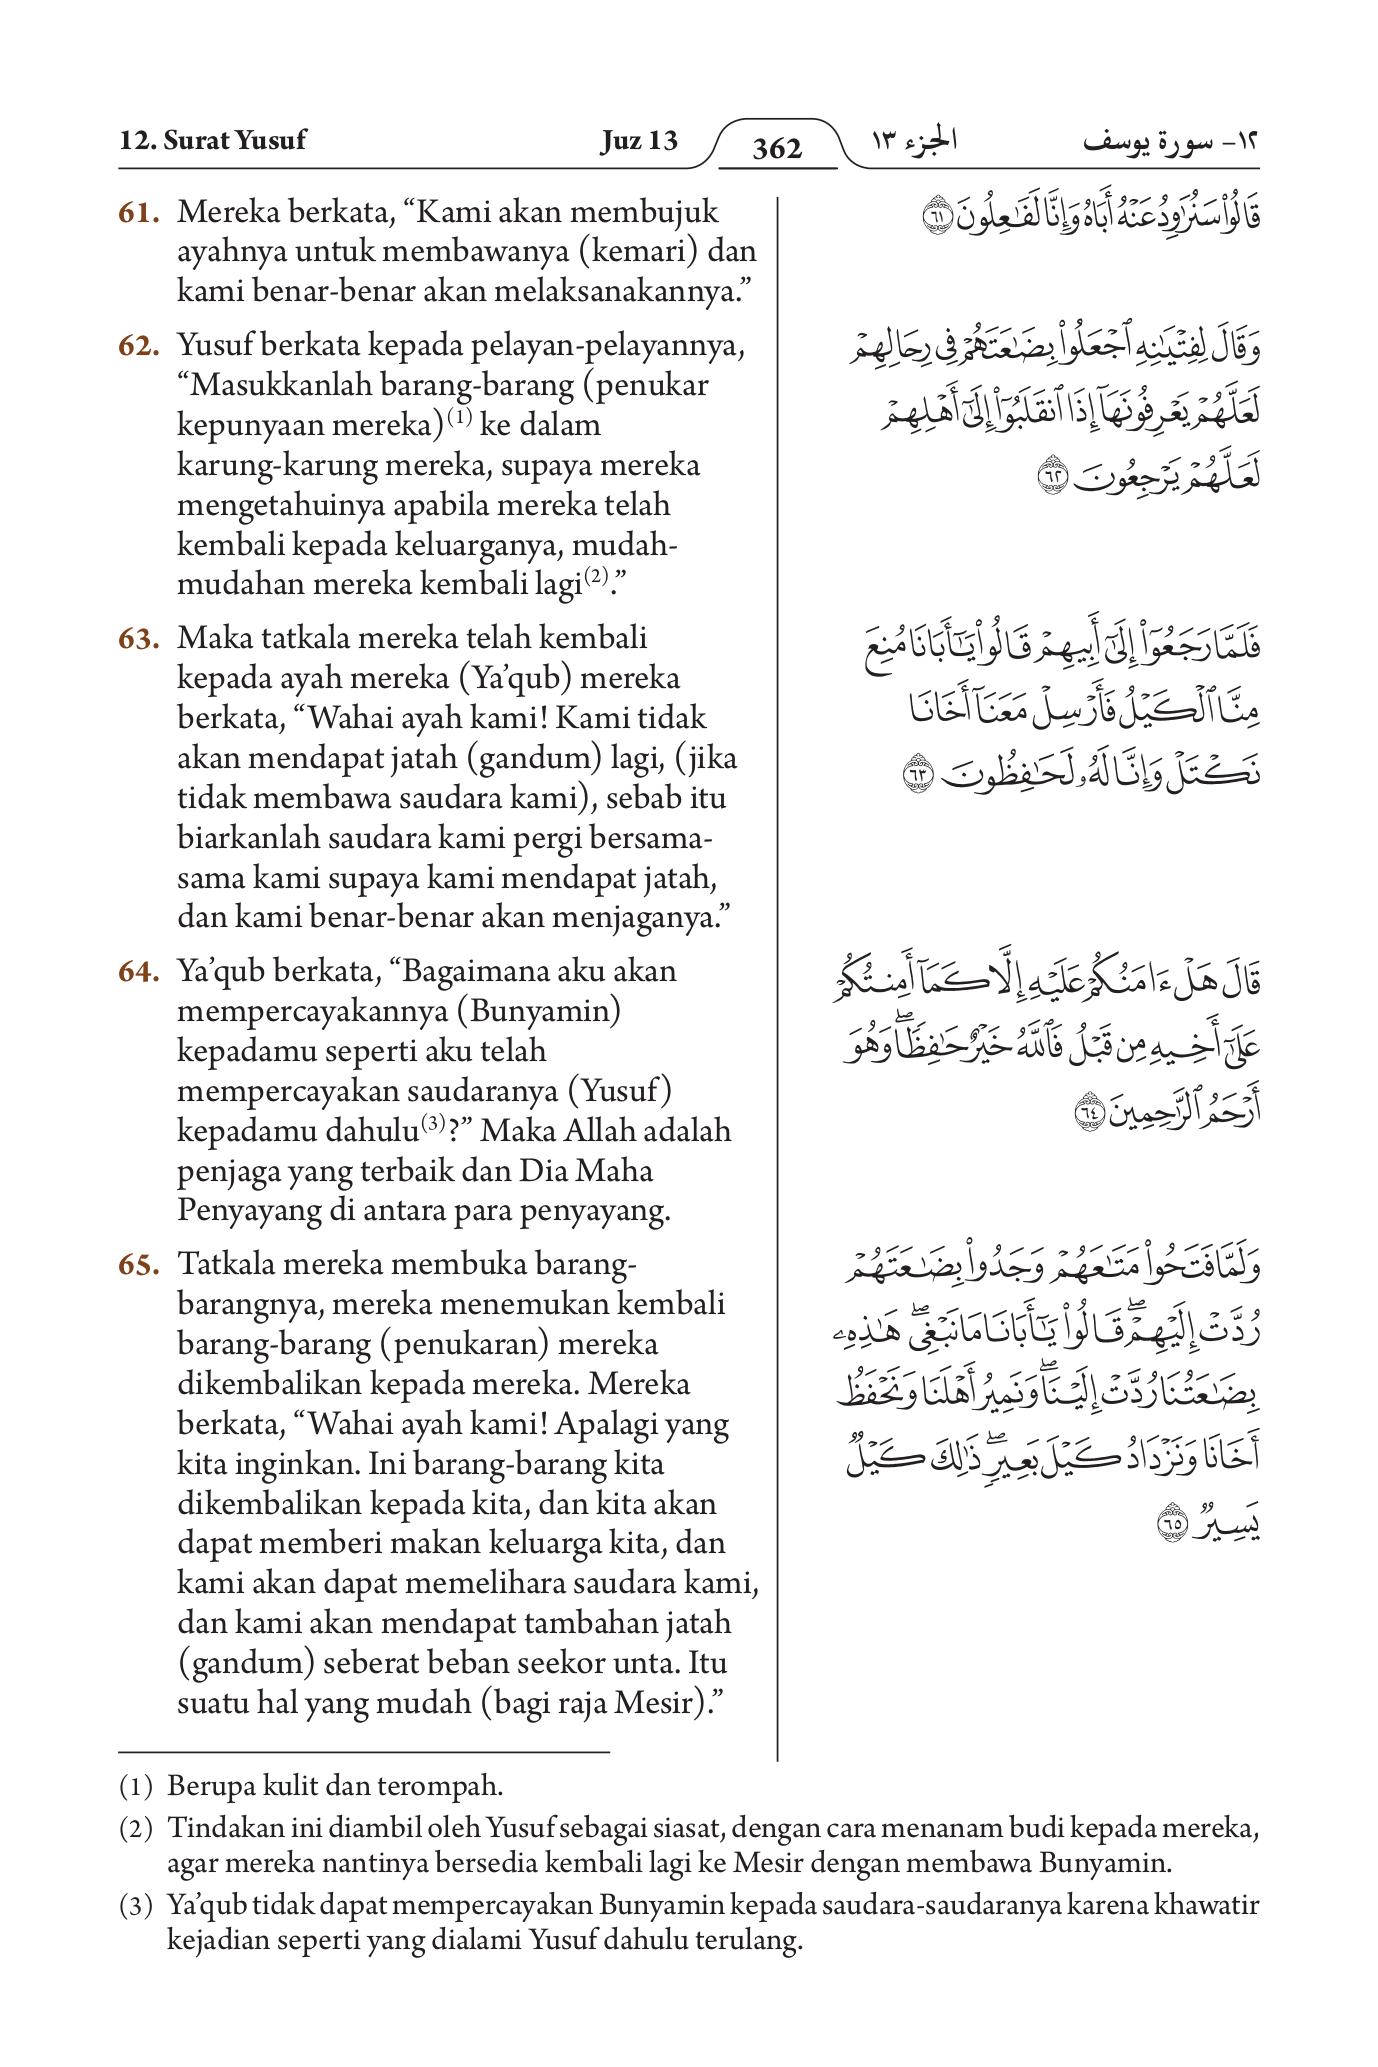 12. Surat Yusuf Juz 13 362 الجزء ١٣ ١٢- سورة يوسف
61. Mereka berkata, “Kami akan membujuk
ayahnya untuk membawanya (kemari) dan
kami benar-benar akan melaksanakannya.”
62. Yusuf berkata kepada pelayan-pelayannya,
“Masukkanlah barang-barang (penukar
kepunyaan mereka)(1) ke dalam
karung-karung mereka, supaya mereka
mengetahuinya apabila mereka telah
kembali kepada keluarganya, mudah-
mudahan mereka kembali lagi(2).”
63. Maka tatkala mereka telah kembali
kepada ayah mereka (Ya’qub) mereka
berkata, “Wahai ayah kami! Kami tidak
akan mendapat jatah (gandum) lagi, (jika
tidak membawa saudara kami), sebab itu
biarkanlah saudara kami pergi bersama-
sama kami supaya kami mendapat jatah,
dan kami benar-benar akan menjaganya.”
64. Ya’qub berkata, “Bagaimana aku akan
mempercayakannya (Bunyamin)
kepadamu seperti aku telah
mempercayakan saudaranya (Yusuf)
kepadamu dahulu(3)?” Maka Allah adalah
penjaga yang terbaik dan Dia Maha
Penyayang di antara para penyayang.
65. Tatkala mereka membuka barang-
barangnya, mereka menemukan kembali
barang-barang (penukaran) mereka
dikembalikan kepada mereka. Mereka
berkata, “Wahai ayah kami! Apalagi yang
kita inginkan. Ini barang-barang kita
dikembalikan kepada kita, dan kita akan
dapat memberi makan keluarga kita, dan
kami akan dapat memelihara saudara kami,
dan kami akan mendapat tambahan jatah
(gandum) seberat beban seekor unta. Itu
suatu hal yang mudah (bagi raja Mesir).”
قَالُوا۟ سَنُرَٰوِدُ عَنْهُ أَبَاهُ وَإِنَّا لَفَٰعِلُونَ ٦١
وَقَالَ لِفِتْيَٰنِهِ ٱجْعَلُوا۟ بِضَٰعَتَهُمْ فِى رِحَالِهِمْ
لَعَلَّهُمْ يَعْرِفُونَهَآ إِذَا ٱنقَلَبُوٓا۟ إِلَىٰٓ أَهْلِهِمْ
لَعَلَّهُمْ يَرْجِعُونَ ٦٢
فَلَمَّا رَجَعُوٓا۟ إِلَىٰٓ أَبِيهِمْ قَالُوا۟ يَٰٓأَبَانَا مُنِعَ
مِنَّا ٱلْكَيْلُ فَأَرْسِلْ مَعَنَآ أَخَانَا
نَكْتَلْ وَإِنَّا لَهُۥ لَحَٰفِظُونَ ٦٣
قَالَ هَلْ ءَامَنُكُمْ عَلَيْهِ إِلَّا كَمَآ أَمِنتُكُمْ
عَلَىٰٓ أَخِيهِ مِن قَبْلُ فَٱللَّهُ خَيْرٌ حَٰفِظًا ۖ وَهُوَ
أَرْحَمُ ٱلرَّٰحِمِينَ ٦٤
وَلَمَّا فَتَحُوا۟ مَتَٰعَهُمْ وَجَدُوا۟ بِضَٰعَتَهُمْ
رُدَّتْ إِلَيْهِمْ ۖ قَالُوا۟ يَٰٓأَبَانَا مَا نَبْغِى ۖ هَٰذِهِۦ
بِضَٰعَتُنَا رُدَّتْ إِلَيْنَا ۖ وَنَمِيرُ أَهْلَنَا وَنَحْفَظُ
أَخَانَا وَنَزْدَادُ كَيْلَ بَعِيرٍ ۖ ذَٰلِكَ كَيْلٌ
يَسِيرٌ ٦٥
(1) Berupa kulit dan terompah.
(2) Tindakan ini diambil oleh Yusuf sebagai siasat, dengan cara menanam budi kepada mereka,
agar mereka nantinya bersedia kembali lagi ke Mesir dengan membawa Bunyamin.
(3) Ya’qub tidak dapat mempercayakan Bunyamin kepada saudara-saudaranya karena khawatir
kejadian seperti yang dialami Yusuf dahulu terulang.